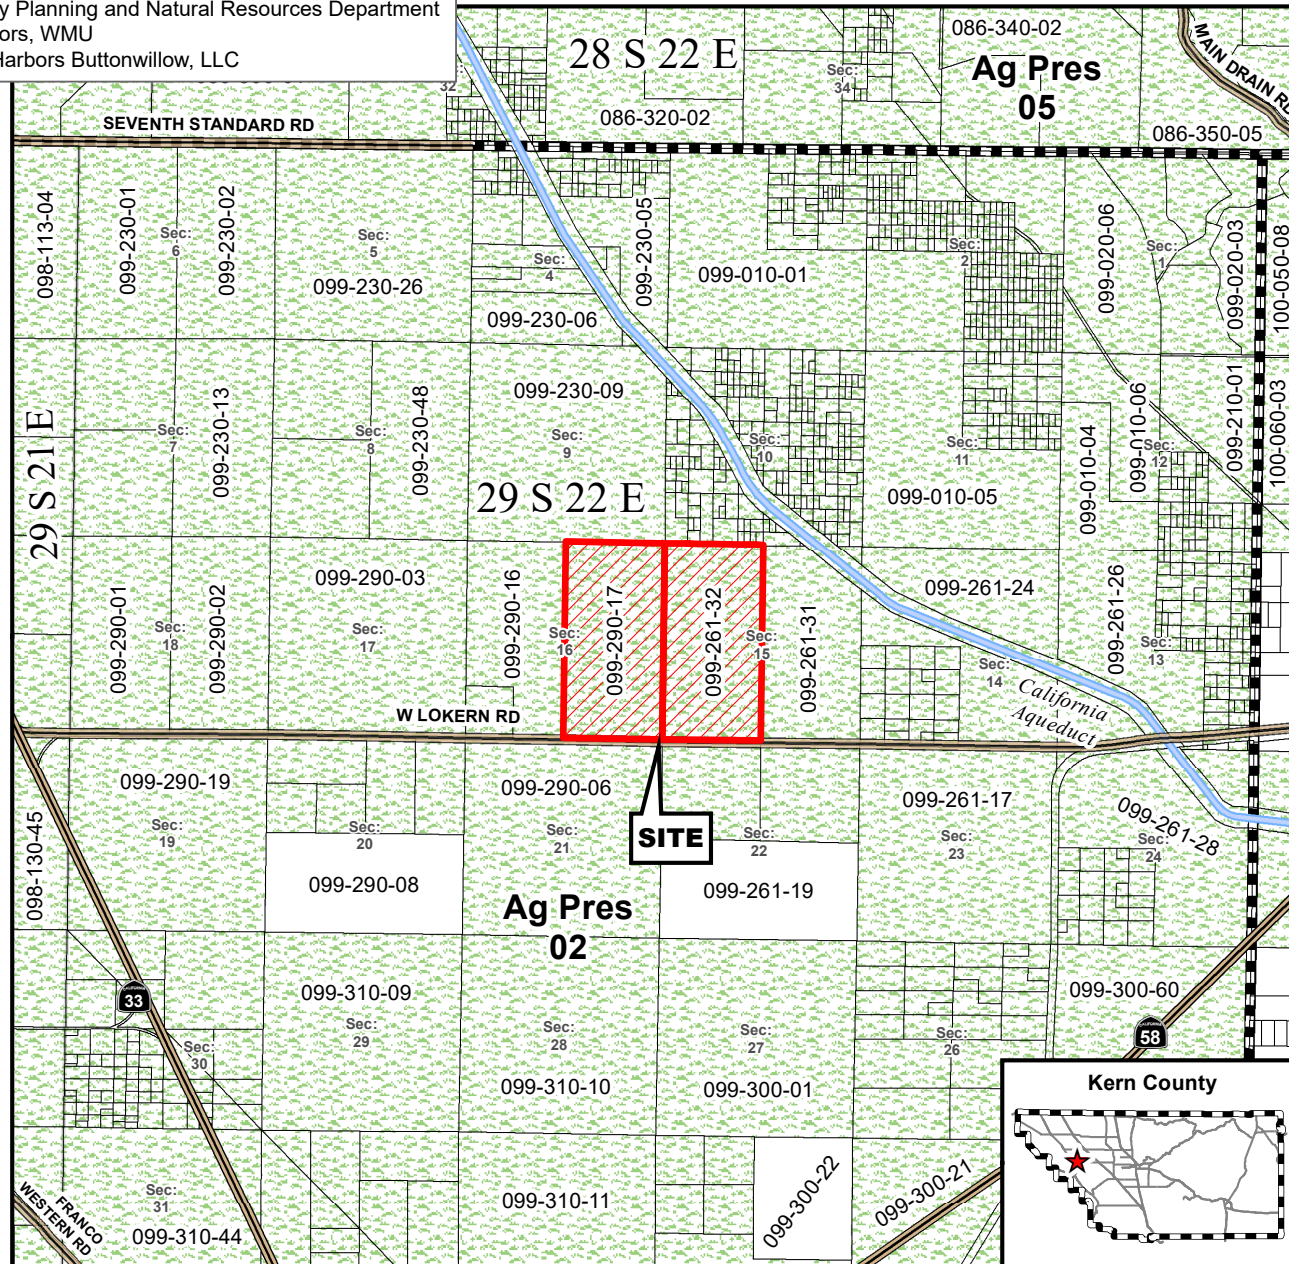 y Planning and Natural Resources Department
ors, WMU
Harbors Buttonwillow, LLC
28 S 22 E
086-340-02
MAIN DRAIN RD
Ag Pres
05
Sec:
34
32
086-320-02
086-350-05
SEVENTH STANDARD RD
098-113-04
099-230-01
Sec:
6
099-230-02
Sec:
5
099-230-26
Sec:
4
099-230-05
099-230-06
099-010-01
Sec:
2
099-020-06
Sec:
1
099-020-03
100-050-08
29 S 21 E
Sec:
7
099-230-13
Sec:
8
099-230-48
099-230-09
Sec:
9
29 S 22 E
Sec:
10
Sec:
11
099-010-05
099-010-04
099-010-06
Sec:
12
099-210-01
100-060-03
099-290-01
Sec:
18
099-290-02
099-290-03
Sec:
17
099-290-16
Sec:
16
099-290-17
099-261-32
Sec:
15
099-261-31
099-261-24
Sec:
14
099-261-26
Sec:
13
California
Aqueduct
W LOKERN RD
098-130-45
099-290-19
Sec:
19
Sec:
20
099-290-08
099-290-06
Sec:
21
SITE
Sec:
22
099-261-19
099-261-17
Sec:
23
099-261-28
Sec:
24
Ag Pres
02
CALIFORNIA
33
Sec:
30
099-310-09
Sec:
29
Sec:
28
099-310-10
Sec:
27
099-300-01
Sec:
26
099-300-60
CALIFORNIA
58
Sec:
31
099-310-44
FRANCO
WESTERN RD
099-310-11
099-300-22
099-300-21
Kern County